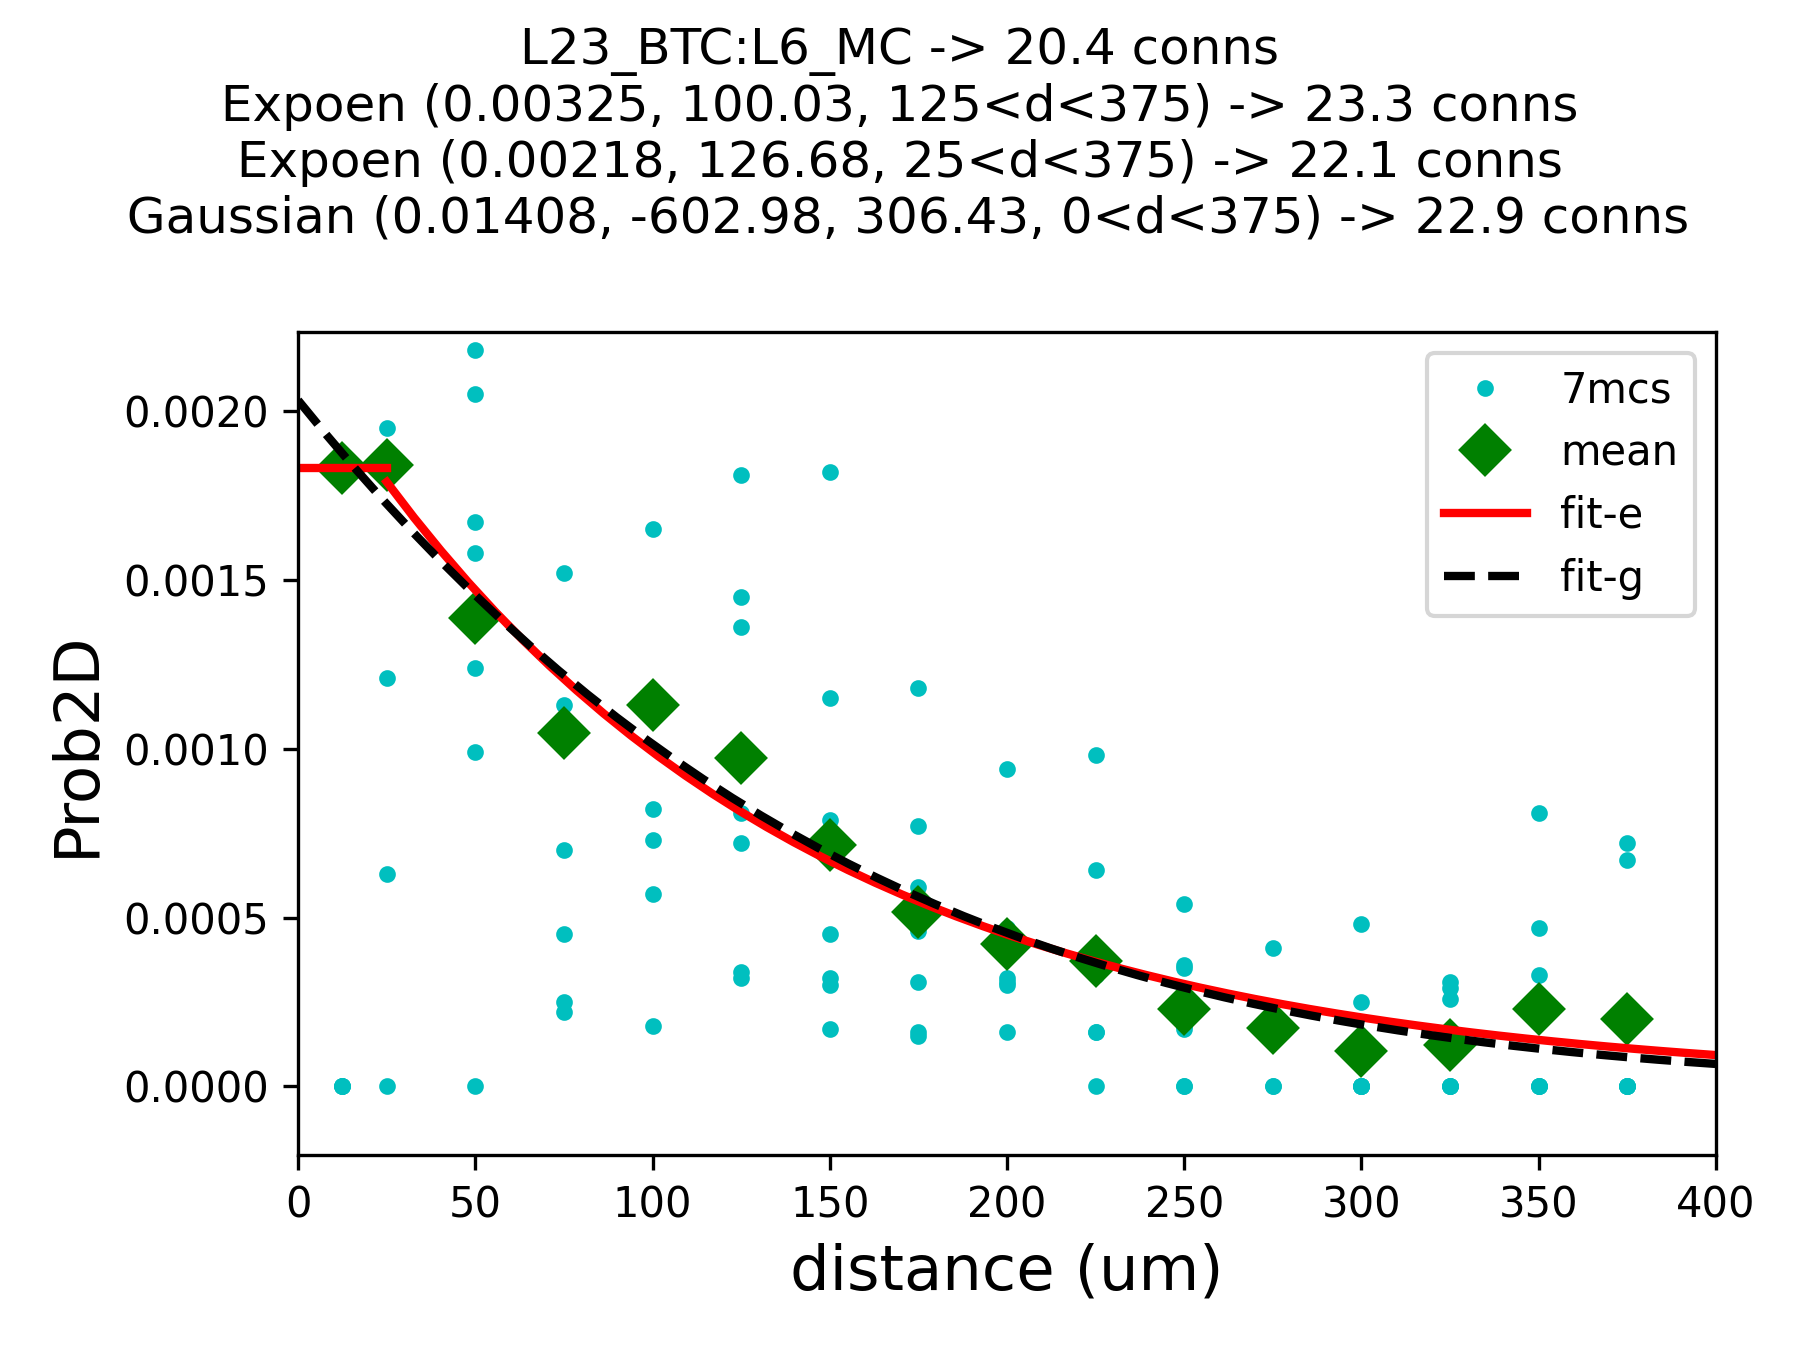 L23_BTC:L6_MC -> 20.4 conns
Expoen (0.00325, 100.03, 125<d<375) -> 23.3 conns
Expoen (0.00218, 126.68, 25<d<375) -> 22.1 conns
Gaussian (0.01408, -602.98, 306.43, 0<d<375) -> 22.9 conns
7mcs
mean
fit-e
fit-g
Prob2D
0.0020
0.0015
0.0010
0.0005
0.0000
0 50 100 150 200 250 300 350 400
distance (um)